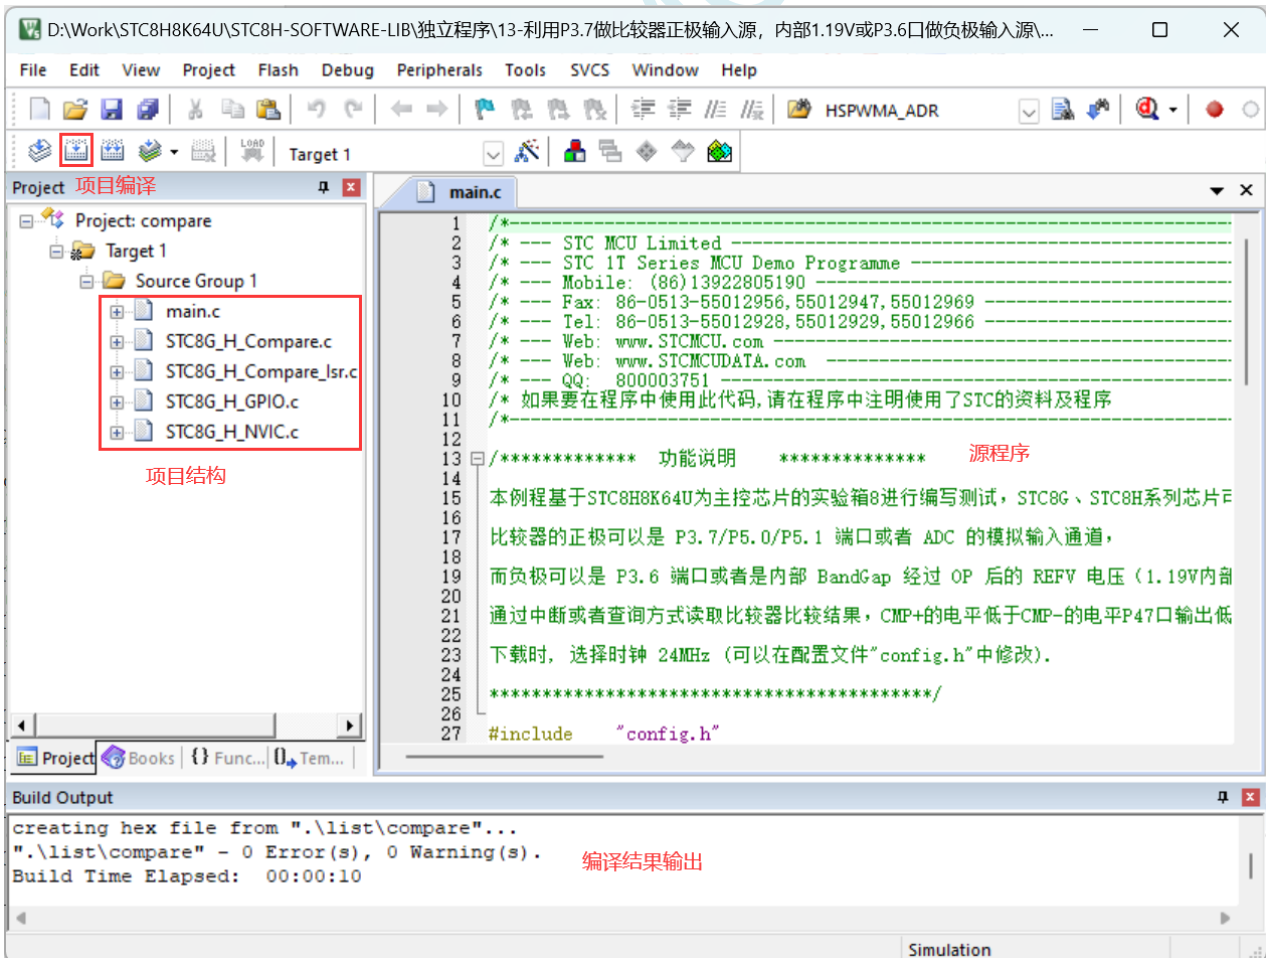 D:\Work\STC8H8K64U\STC8H-SOFTWARE-LIB\独立程序\13-利用P3.7做比较器正极输入源，内部1.19V或P3.6口做负极输入源\...
File Edit View Project Flash Debug Peripherals Tools SVCS Window Help
HSPWMA_ADR
LOAD Target 1
Project 项目编译
main.c
Project: compare
Target 1
Source Group 1
main.c
STC8G_H_Compare.c
STC8G_H_Compare_Isr.c
STC8G_H_GPIO.c
STC8G_H_NVIC.c
项目结构
1 /*----------------------------------------------------------------------
2 /* --- STC MCU Limited ------------------------------------------------
3 /* --- STC 1T Series MCU Demo Programme -------------------------------
4 /* --- Mobile: (86)13922805190 ----------------------------------------
5 /* --- Fax: 86-0513-55012956,55012947,55012969 ------------------------
6 /* --- Tel: 86-0513-55012928,55012929,55012966 ------------------------
7 /* --- Web: www.STCMCU.com --------------------------------------------
8 /* --- Web: www.STCMCUDATA.com ---------------------------------------
9 /* --- QQ: 800003751 -------------------------------------------------
10 /* 如果要在程序中使用此代码,请在程序中注明使用了STC的资料及程序
11 /*----------------------------------------------------------------------
12
13 /************* 功能说明 **************
源程序
14
15 本例程基于STC8H8K64U为主控芯片的实验箱8进行编写测试，STC8G、STC8H系列芯片可
16
17 比较器的正极可以是 P3.7/P5.0/P5.1 端口或者 ADC 的模拟输入通道，
18
19 而负极可以是 P3.6 端口或者是内部 BandGap 经过 OP 后的 REFV 电压（1.19V内部
20
21 通过中断或者查询方式读取比较器比较结果，CMP+的电平低于CMP-的电平P47口输出低
22
23 下载时, 选择时钟 24MHz (可以在配置文件"config.h"中修改).
24
25 ******************************************/
26
27 #include "config.h"
Project Books {} Func... Tem...
Build Output
creating hex file from ".\list\compare"...
".\list\compare" - 0 Error(s), 0 Warning(s).
Build Time Elapsed: 00:00:10
编译结果输出
Simulation